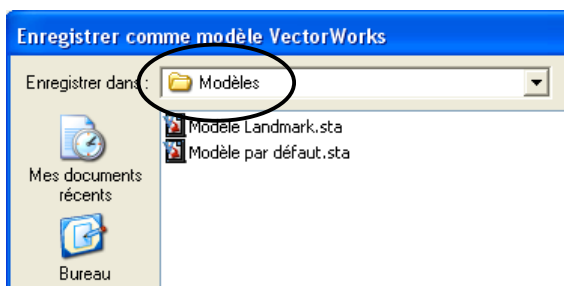 Enregistrer comme modèle VectorWorks
Enregistrer dans : Modèles
Modèle Landmark.sta
Modèle par défaut.sta
Mes documents
récents
Bureau